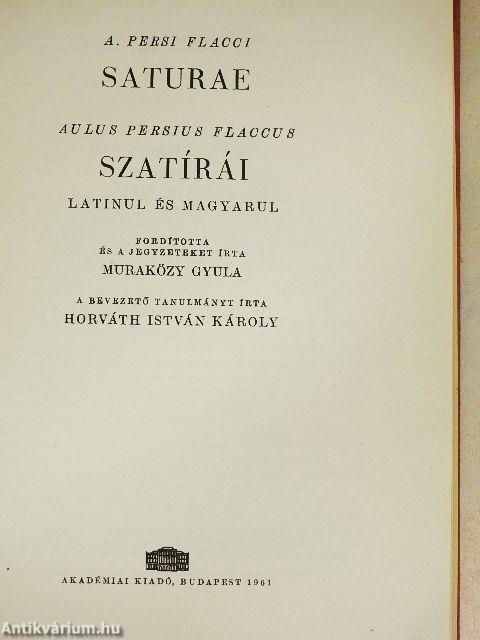 A. PERSI FLACCI
SATURAE
AULUS PERSIUS FLACCUS
SZATÍRÁI
LATINUL ÉS MAGYARUL
FORDÍTOTTA
ÉS A JEGYZETEKET ÍRTA
MURAKÖZY GYULA
A BEVEZETŐ TANULMÁNYT ÍRTA
HORVÁTH ISTVÁN KÁROLY
AKADÉMIAI KIADÓ, BUDAPEST 1961
Antikvárium.hu